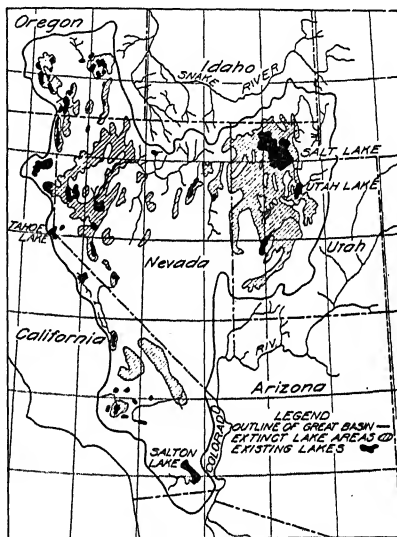 Oregon
Idaho
SNAKE RIVER
SALT LAKE
UTAH LAKE
TAHOE
LAKE
Utah
Nevada
California
RIV.
Arizona
COLORADO
SALTON
LAKE
LEGEND
OUTLINE OF GREAT BASIN
EXTINCT LAKE AREAS
EXISTING LAKES